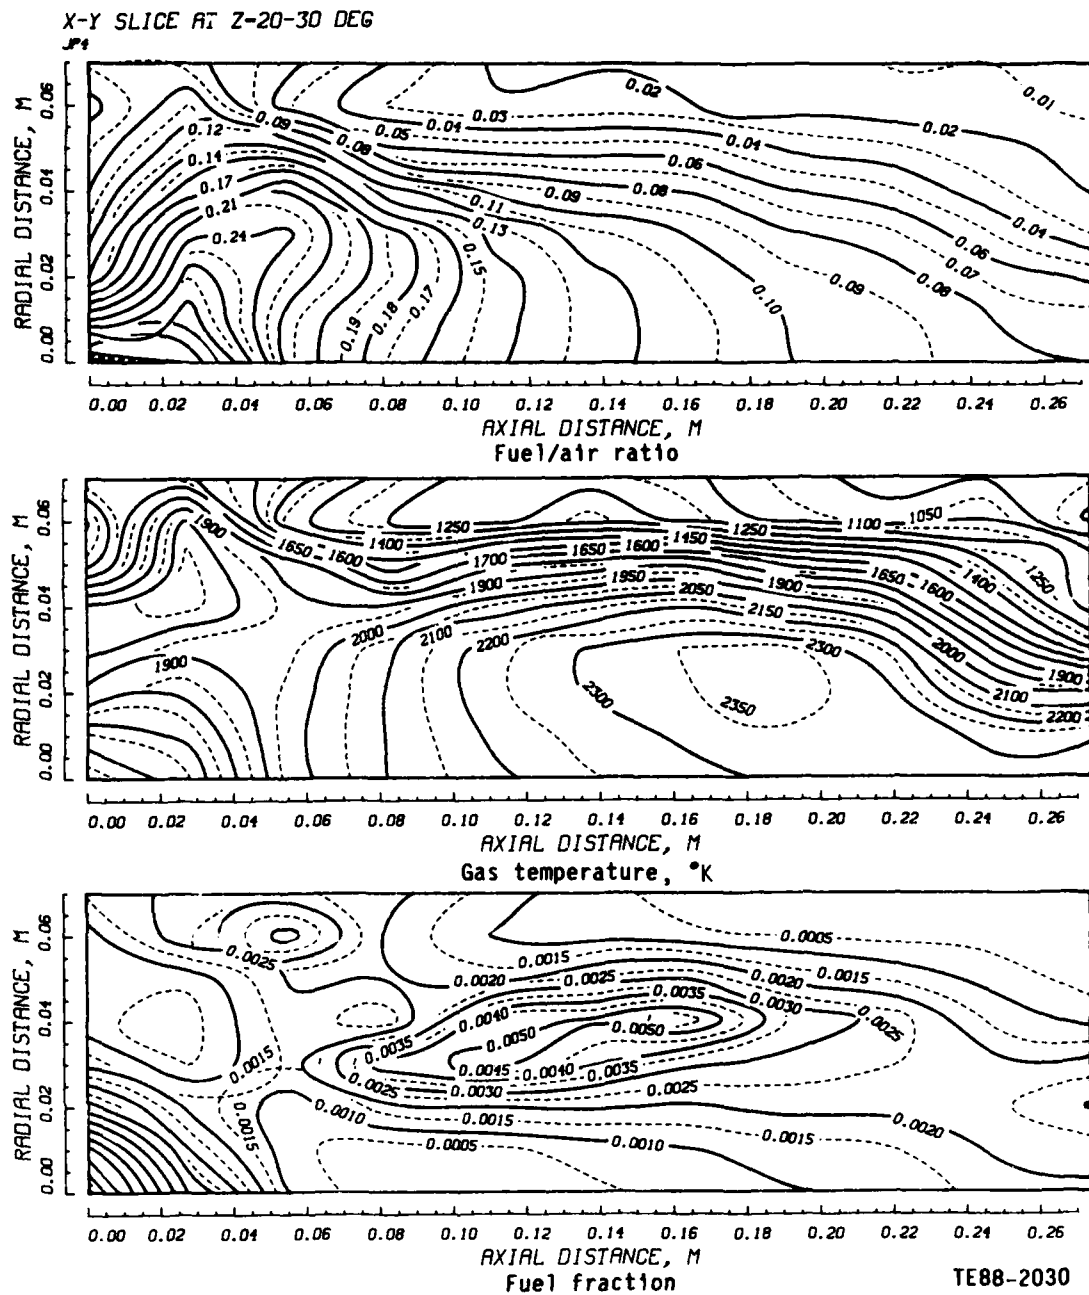 X-Y SLICE AT Z-20-30 DEG
JP4
RADIAL DISTANCE, M
0.00 0.02 0.04 0.06
0.02 0.01
0.03 0.02
0.12 0.09 0.05 0.04 0.04
0.14 0.08 0.06
0.17 0.09 0.08
0.21 0.11 0.04
0.24 0.13 0.06
0.15 0.07
0.19 0.18 0.17 0.10 0.09 0.08
0.00 0.02 0.04 0.06 0.08 0.10 0.12 0.14 0.16 0.18 0.20 0.22 0.24 0.26
AXIAL DISTANCE, M
Fuel/air ratio
RADIAL DISTANCE, M
0.00 0.02 0.04 0.06
1900 1250 1250 1100 1050
1650 1600 1400 1700 1650 1600 1450
1900 1950 1900 1650 1400 1250
2050 1600
2000 2100 2200 2150
1900 2300 2000 1900
2300 2350 2100 2200
0.00 0.02 0.04 0.06 0.08 0.10 0.12 0.14 0.16 0.18 0.20 0.22 0.24 0.26
AXIAL DISTANCE, M
Gas temperature, °K
RADIAL DISTANCE, M
0.00 0.02 0.04 0.06
0.0025 0.0005
0.0015 0.0015
0.0020 0.0025 0.0020
0.0035 0.0030
0.0040 0.0050 0.0050 0.0025
0.0015 0.0035 0.0045 0.0040 0.0035
0.0025 0.0030 0.0025
0.0015 0.0010 0.0015 0.0020
0.0005 0.0010 0.0015
0.00 0.02 0.04 0.06 0.08 0.10 0.12 0.14 0.16 0.18 0.20 0.22 0.24 0.26
AXIAL DISTANCE, M
Fuel fraction
TE88-2030